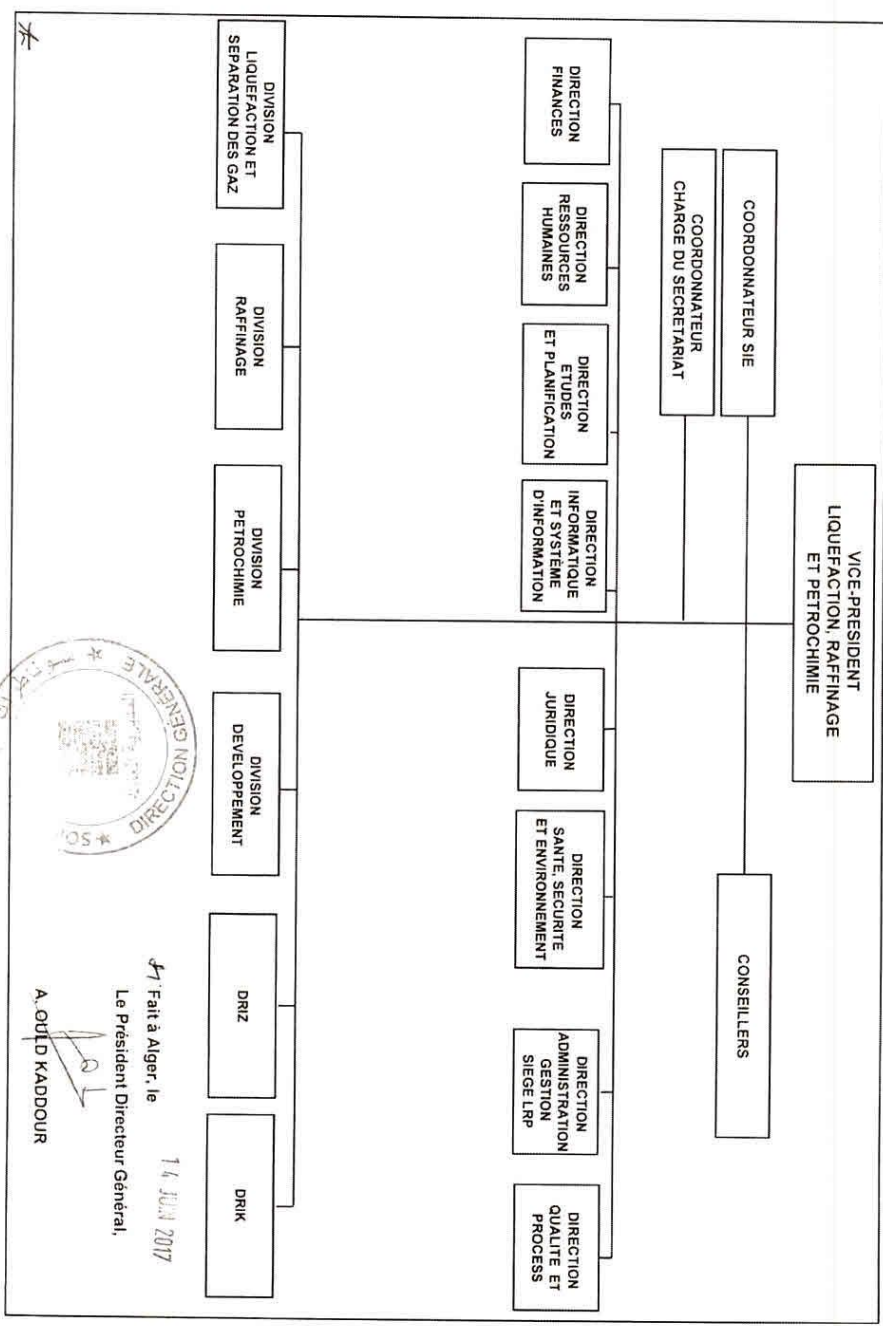 VICE-PRESIDENT
LIQUEFACTION, RAFFINAGE
ET PETROCHIMIE
COORDONNATEUR SIE
CONSEILLERS
COORDONNATEUR
CHARGE DU SECRETARIAT
DIRECTION
FINANCES
DIRECTION
RESSOURCES
HUMAINES
DIRECTION
ETUDES
ET PLANIFICATION
DIRECTION
INFORMATIQUE
ET SYSTÈME
D'INFORMATION
DIRECTION
JURIDIQUE
DIRECTION
SANTE, SECURITE
ET ENVIRONNEMENT
DIRECTION
ADMINISTRATION
GESTION
SIEGE LRP
DIRECTION
QUALITE ET
PROCESS
DIVISION
LIQUEFACTION ET
SEPARATION DES GAZ
DIVISION
RAFFINAGE
DIVISION
PETROCHIMIE
DIVISION
DEVELOPPEMENT
DRIZ
DRIK
DIRECTION GÉNÉRALE
Fait à Alger, le 14 JUIN 2017
Le Président Directeur Général,
A. OULD KADDOUR